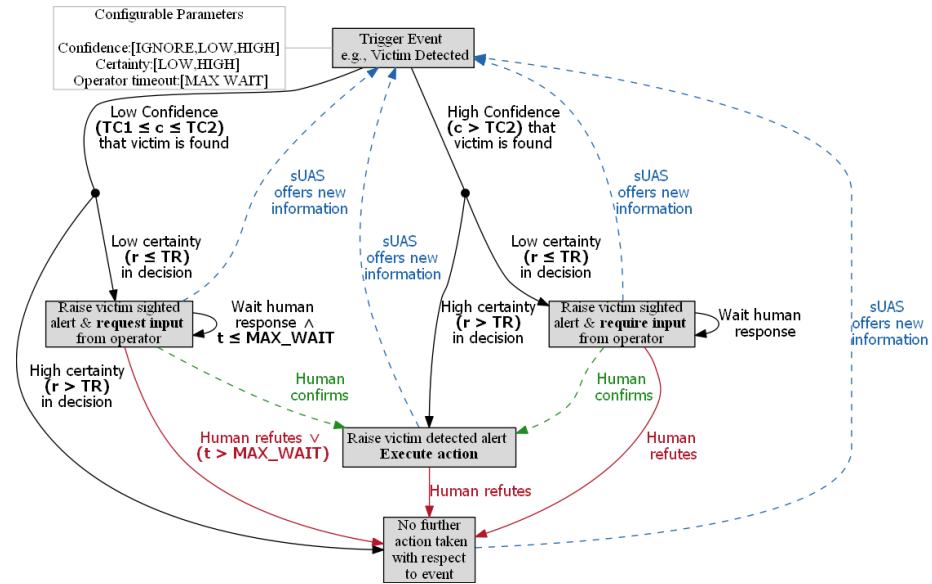 Configurable Parameters
Confidence:[IGNORE,LOW,HIGH]
Certainty:[LOW,HIGH]
Operator timeout:[MAX WAIT]
Trigger Event
e.g., Victim Detected
Low Confidence
(TC1 ≤ c ≤ TC2)
that victim is found
High Confidence
(c > TC2) that
victim is found
sUAS
offers new
information
sUAS
offers new
information
sUAS
offers new
information
Low certainty
(r ≤ TR)
in decision
Low certainty
(r ≤ TR)
in decision
Raise victim sighted
alert & request input
from operator
Wait human
response ∧
t ≤ MAX_WAIT
High certainty
(r > TR)
in decision
Raise victim sighted
alert & require input
from operator
Wait human
response
sUAS
offers new
information
High certainty
(r > TR)
in decision
Human
confirms
Human
confirms
Human refutes ∨
(t > MAX_WAIT)
Raise victim detected alert
Execute action
Human
refutes
Human refutes
No further
action taken
with respect
to event